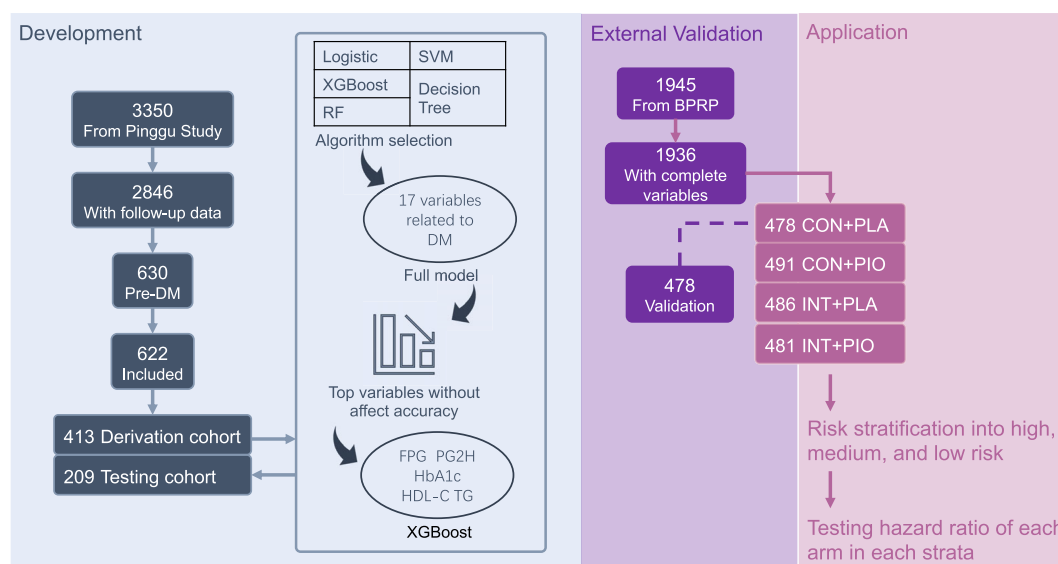 Development
3350
From Pinggu Study
2846
With follow-up data
630
Pre-DM
622
Included
413 Derivation cohort
209 Testing cohort
Logistic
SVM
XGBoost
Decision
Tree
RF
Algorithm selection
17 variables
related to
DM
Full model
Top variables without
affect accuracy
FPG PG2H
HbA1c
HDL-C TG
XGBoost
External Validation
1945
From BPRP
1936
With complete
variables
478
Validation
Application
478 CON+PLA
491 CON+PIO
486 INT+PLA
481 INT+PIO
Risk stratification into high,
medium, and low risk
Testing hazard ratio of each
arm in each strata